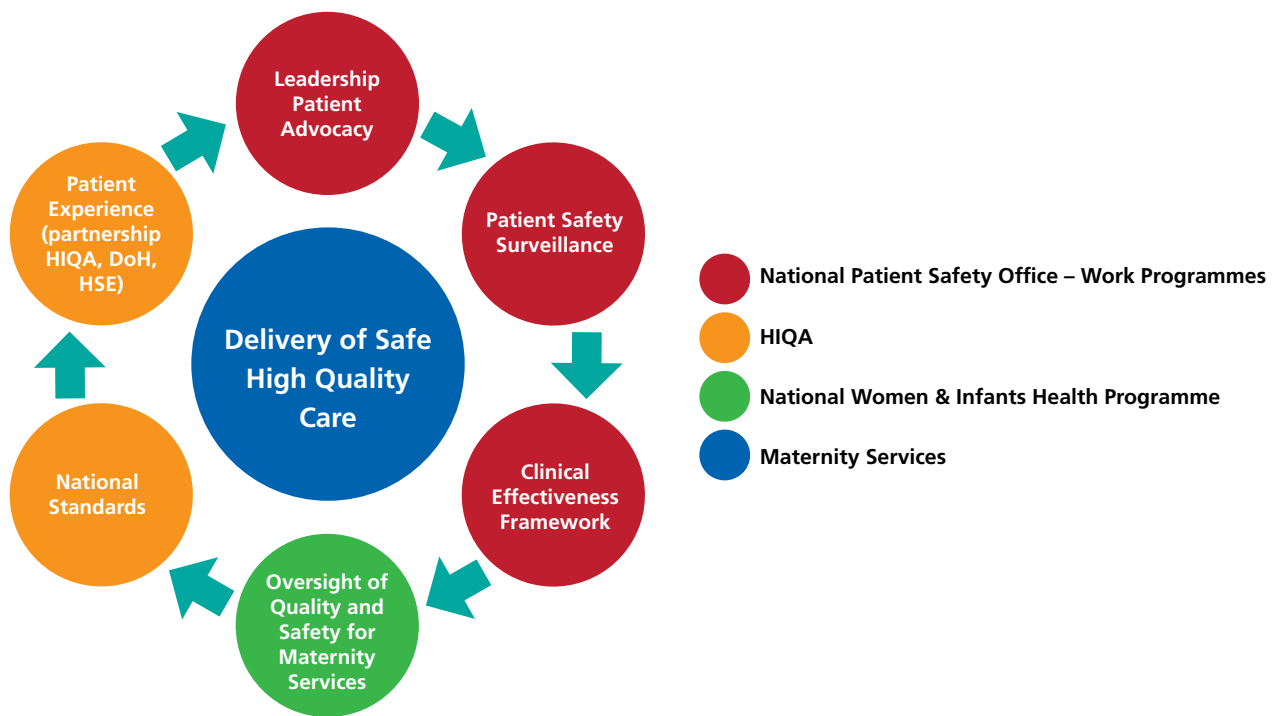 Leadership
Patient
Advocacy
Patient Safety
Surveillance
Clinical
Effectiveness
Framework
Oversight of
Quality and
Safety for
Maternity
Services
National
Standards
Patient
Experience
(partnership
HIQA, DoH,
HSE)
Delivery of Safe
High Quality
Care
National Patient Safety Office – Work Programmes
HIQA
National Women & Infants Health Programme
Maternity Services